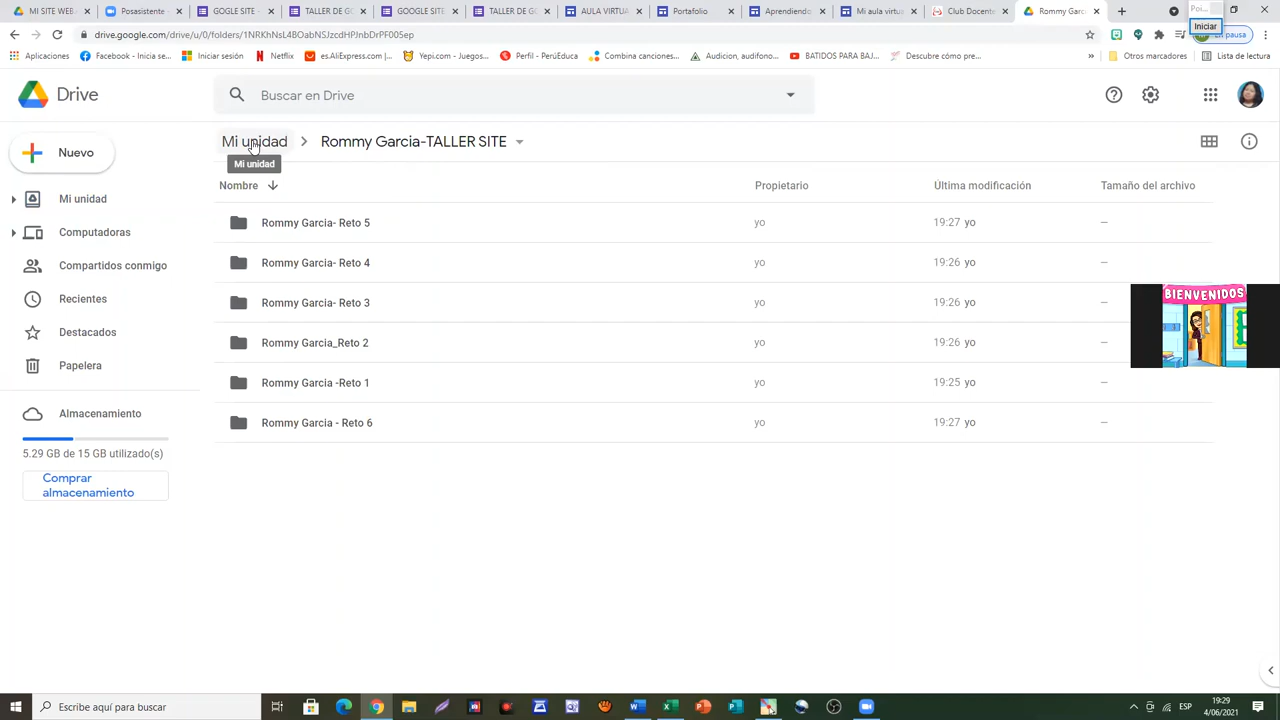 MI SITE WEB
Posasistente
GOGLE SITE
TALLER DE GO
GOOGLE SITE
TALLER DE GO
AULA VIRTUA
Portafolio
Aprendiendo
Mi aula virtu
Club Docente
Rommy Garc
Iniciar
drive.google.com/drive/u/0/folders/1NRKhNsL4BOabNSJzcdHPJnbDrPF00Sep
En pausa
Aplicaciones
Facebook - Inicia se...
Inicar sesión
Netflix
es.AliExpress.com |...
Yepi.com - Juegos...
Perfil PeruEduca
Combina canciones...
Audicion, audifono...
BATIDOS PARA BAJ...
Descubre cómo pre...
»
Otros marcadores
Lista de lectura
Drive
Buscar en Drive
Nuevo
Mi unidad
Rommy Garcia-TALLER SITE
Mi unidad
Nombre
Propietario
Última modificación
Tamaño del archivo
Rommy Garcia- Reto 5
yo
19:27 yo
—
Rommy Garcia- Reto 4
yo
19:26 yo
—
Rommy Garcia- Reto 3
yo
19:26 yo
—
Rommy Garcia_Reto 2
yo
19:26 yo
—
Rommy Garcia -Reto 1
yo
19:25 yo
—
Rommy Garcia - Reto 6
yo
19:27 yo
—
Mi unidad
Computadoras
Compartidos conmigo
Recientes
Destacados
Papelera
Almacenamiento
5.29 GB de 15 GB utilizado(s)
Comprar
almacenamiento
BIENVENIDOS
Escribe aquí para buscar
ESP
19:29
4/06/2021